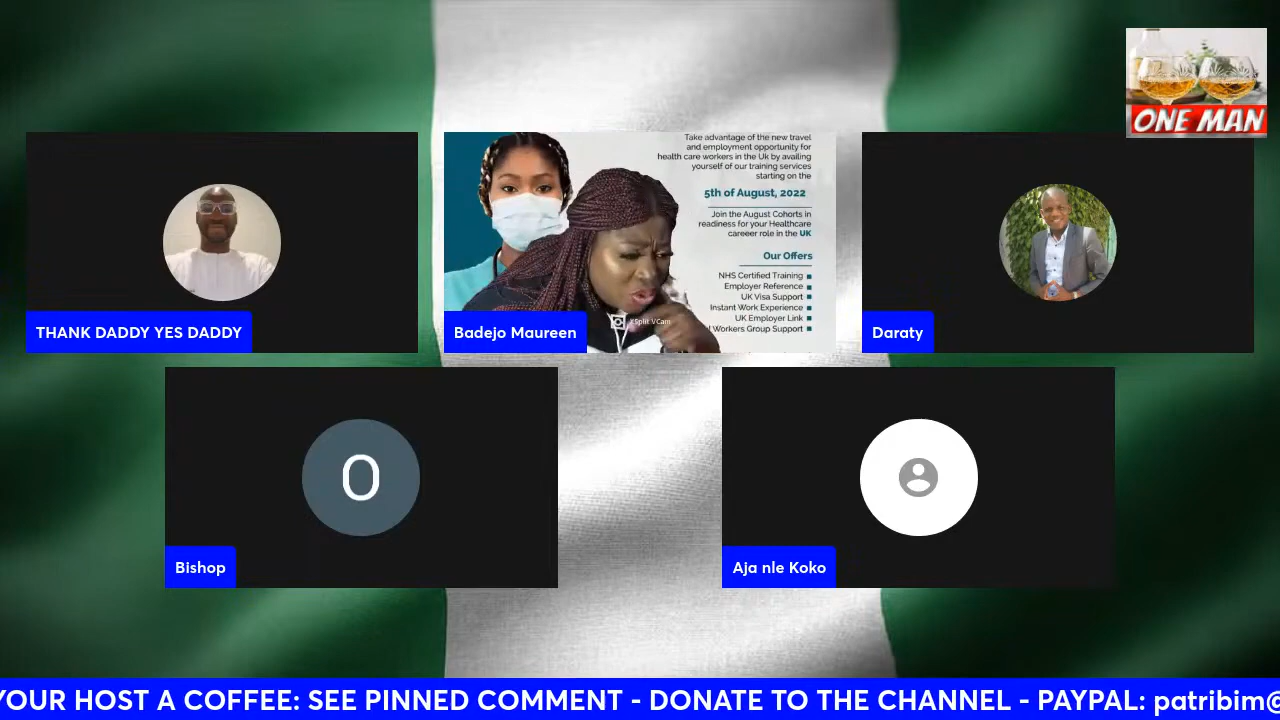 ONE MAN
Take advantage of the new travel
and employment opportunity for
health care workers in the Uk by availing
yourself of our training services
starting on the
5th of August, 2022
Join the August Cohorts in
readiness for your Healthcare
careeer role in the UK
Our Offers
NHS Certified Training
Employer Reference
UK Visa Support
Instant Work Experience
UK Employer Link
Workers Group Support
XSplit VCam
THANK DADDY YES DADDY
Badejo Maureen
Daraty
O
Bishop
Aja nle Koko
YOUR HOST A COFFEE: SEE PINNED COMMENT - DONATE TO THE CHANNEL - PAYPAL: patribim@